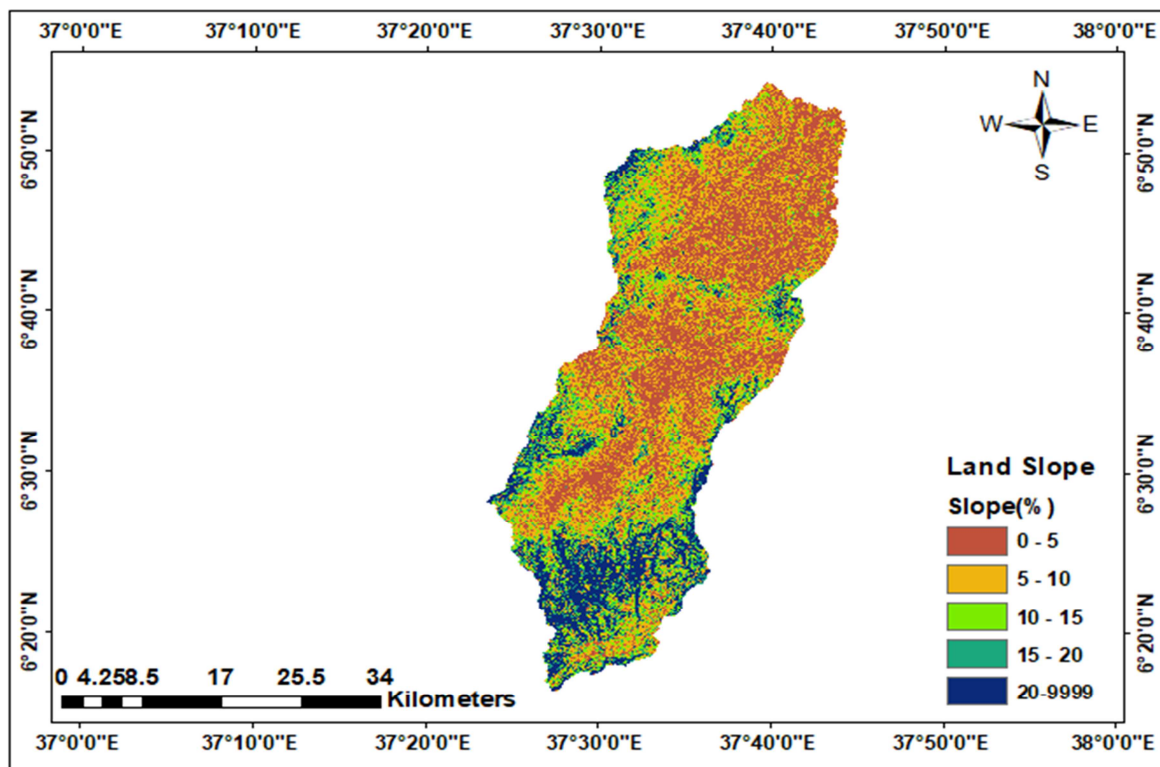 37°0'0"E 37°10'0"E 37°20'0"E 37°30'0"E 37°40'0"E 37°50'0"E 38°0'0"E
N
W E
S
6°50'0"N 6°50'0"N
6°40'0"N 6°40'0"N
6°30'0"N 6°30'0"N
6°20'0"N 6°20'0"N
Land Slope
Slope(%)
0 - 5
5 - 10
10 - 15
15 - 20
20-9999
0 4.25 8.5 17 25.5 34
Kilometers
37°0'0"E 37°10'0"E 37°20'0"E 37°30'0"E 37°40'0"E 37°50'0"E 38°0'0"E